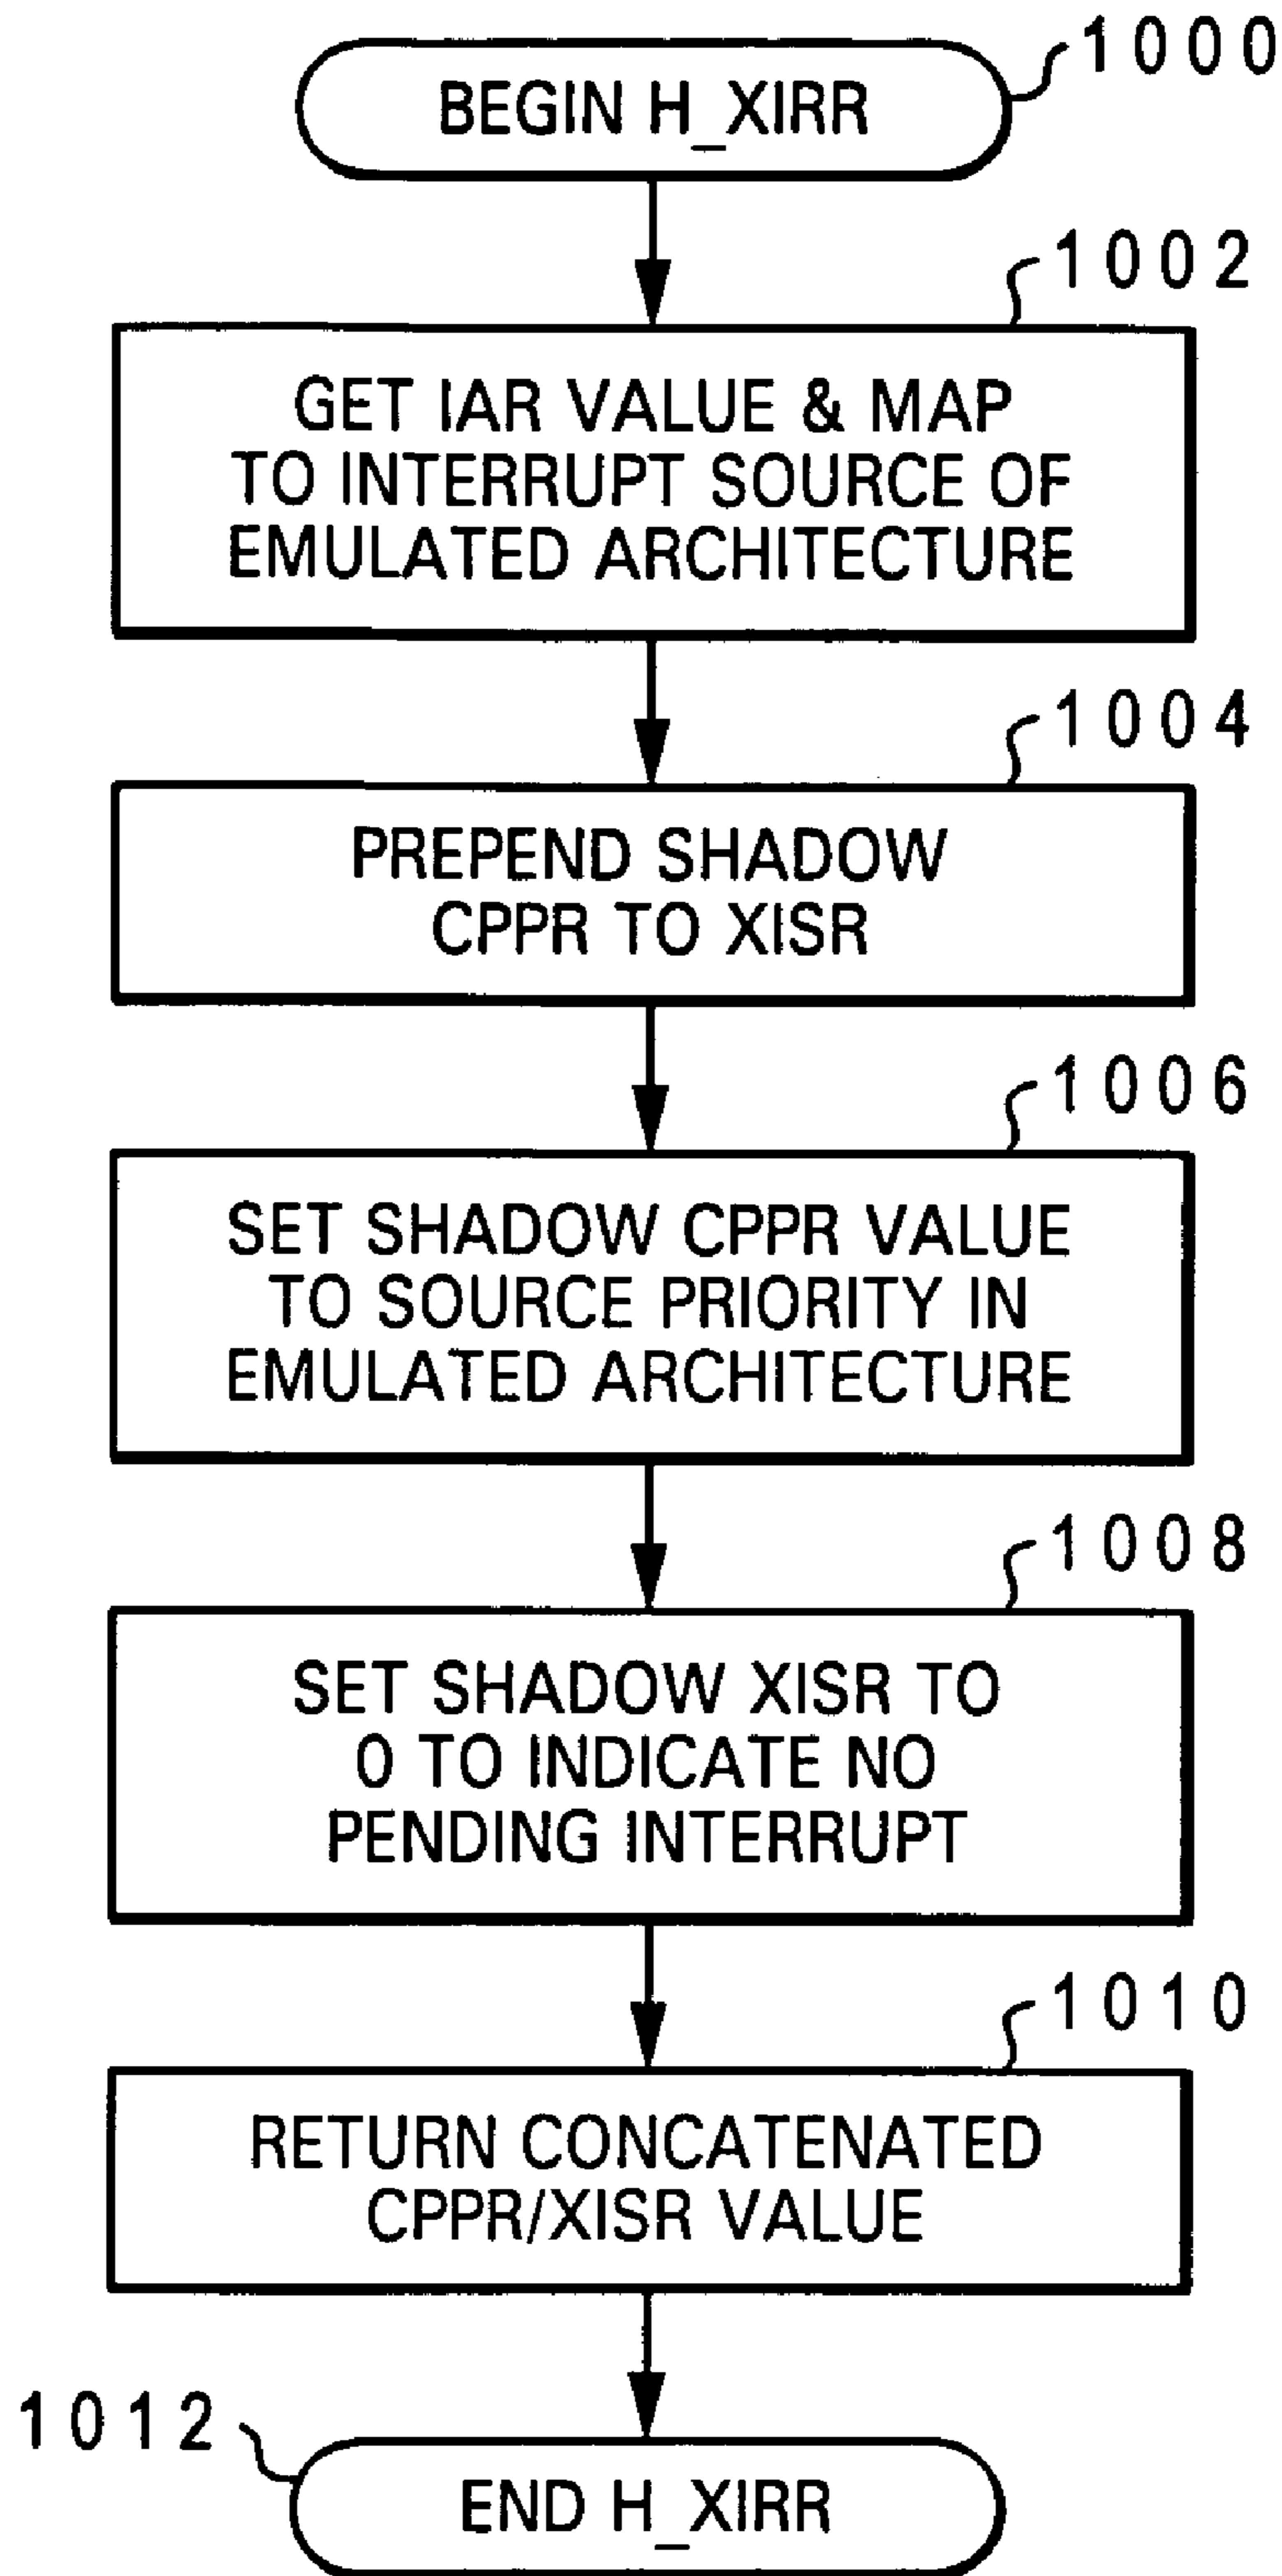 1000
BEGIN H_XIRR
1002
GET IAR VALUE & MAP
TO INTERRUPT SOURCE OF
EMULATED ARCHITECTURE
1004
PREPEND SHADOW
CPPR TO XISR
1006
SET SHADOW CPPR VALUE
TO SOURCE PRIORITY IN
EMULATED ARCHITECTURE
1008
SET SHADOW XISR TO
0 TO INDICATE NO
PENDING INTERRUPT
1010
RETURN CONCATENATED
CPPR/XISR VALUE
1012
END H_XIRR